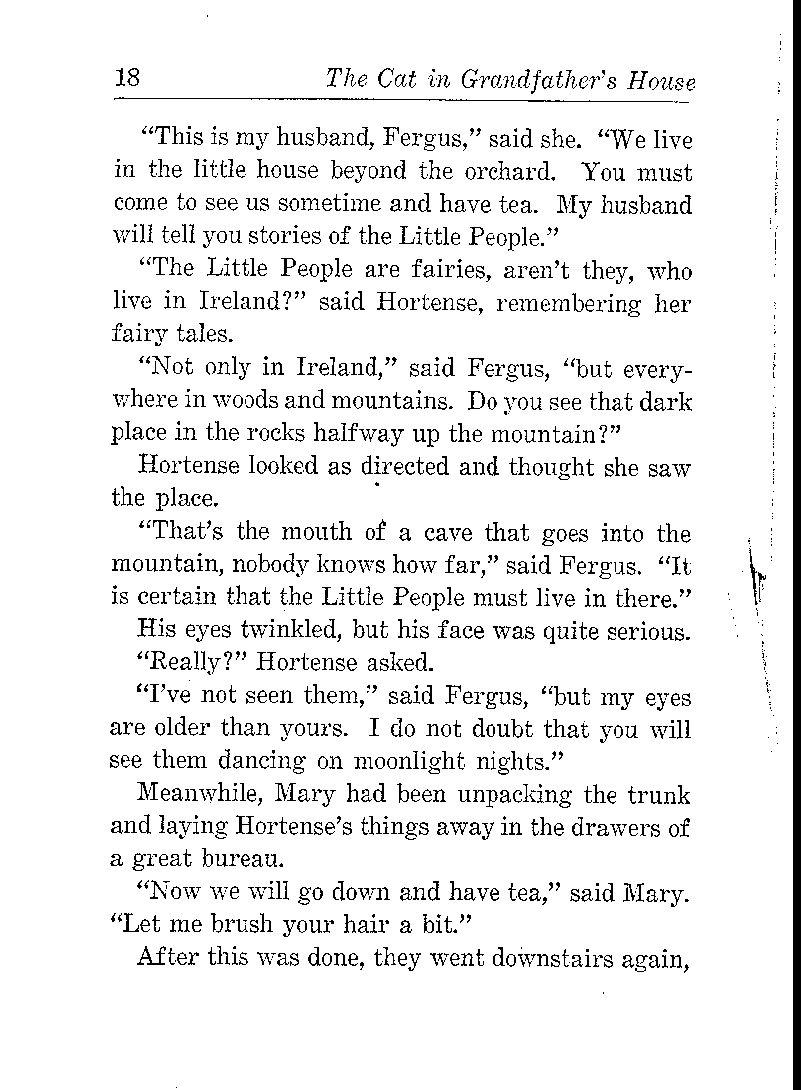 18 The Cat in Grandfather's House
“This is my husband, Fergus,” said she. “We live
in the little house beyond the orchard. You must
come to see us sometime and have tea. My husband
will tell you stories of the Little People.”
“The Little People are fairies, aren’t they, who
live in Ireland?” said Hortense, remembering her
fairy tales.
“Not only in Ireland,” said Fergus, “but every-
where in woods and mountains. Do you see that dark
place in the rocks halfway up the mountain?”
Hortense looked as directed and thought she saw
the place.
“That’s the mouth of a cave that goes into the
mountain, nobody knows how far,” said Fergus. “It
is certain that the Little People must live in there.”
His eyes twinkled, but his face was quite serious.
“Really?” Hortense asked.
“I’ve not seen them,” said Fergus, “but my eyes
are older than yours. I do not doubt that you will
see them dancing on moonlight nights.”
Meanwhile, Mary had been unpacking the trunk
and laying Hortense’s things away in the drawers of
a great bureau.
“Now we will go down and have tea,” said Mary.
“Let me brush your hair a bit.”
After this was done, they went downstairs again,